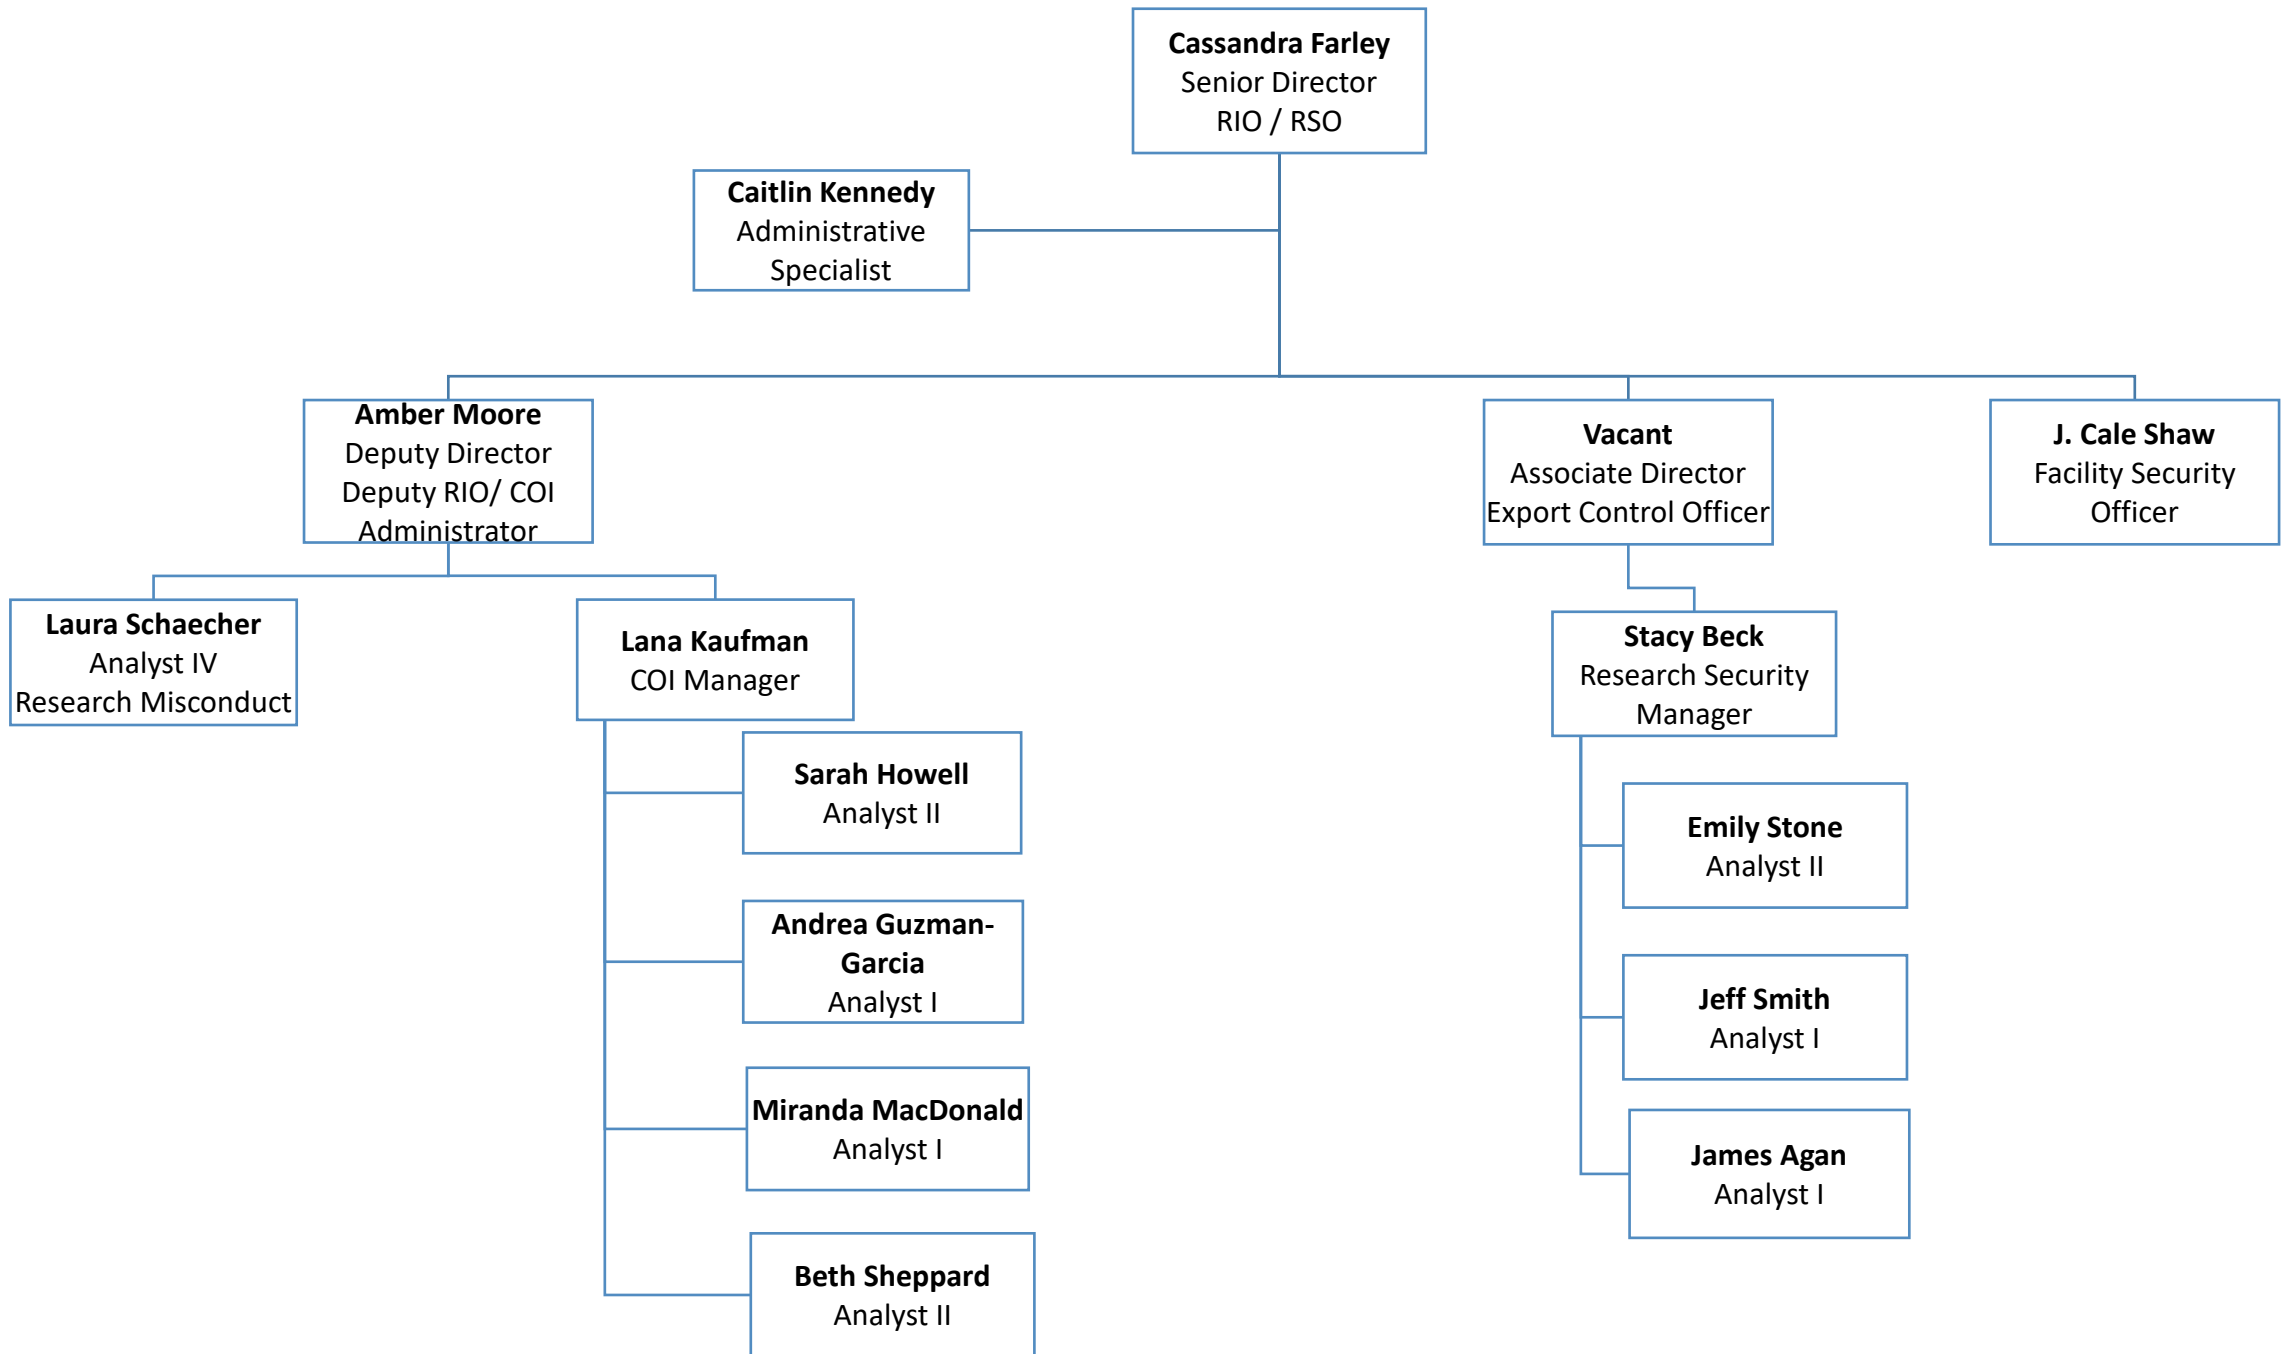 Cassandra Farley
Senior Director
RIO / RSO
Caitlin Kennedy
Administrative
Specialist
Amber Moore
Deputy Director
Deputy RIO/ COI
Administrator
Vacant
Associate Director
Export Control Officer
J. Cale Shaw
Facility Security
Officer
Laura Schaecher
Analyst IV
Research Misconduct
Lana Kaufman
COI Manager
Stacy Beck
Research Security
Manager
Sarah Howell
Analyst II
Andrea Guzman-
Garcia
Analyst I
Miranda MacDonald
Analyst I
Beth Sheppard
Analyst II
Emily Stone
Analyst II
Jeff Smith
Analyst I
James Agan
Analyst I